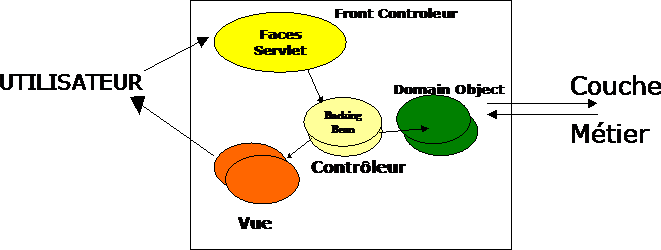 Front Controleur
Faces
Servlet
UTILISATEUR
Domain Object
Couche
Backing
Bean
Métier
Contrôleur
Vue